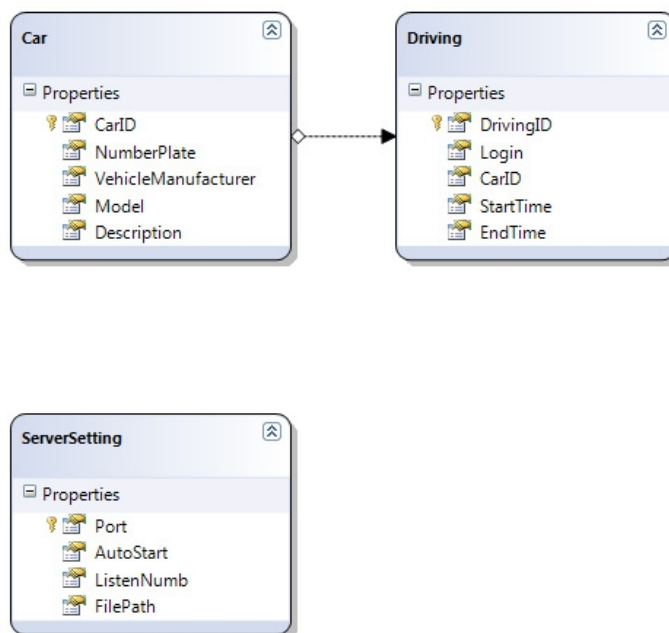 Car
Properties
CarID
NumberPlate
VehicleManufacturer
Model
Description
Driving
Properties
DrivingID
Login
CarID
StartTime
EndTime
ServerSetting
Properties
Port
AutoStart
ListenNumb
FilePath